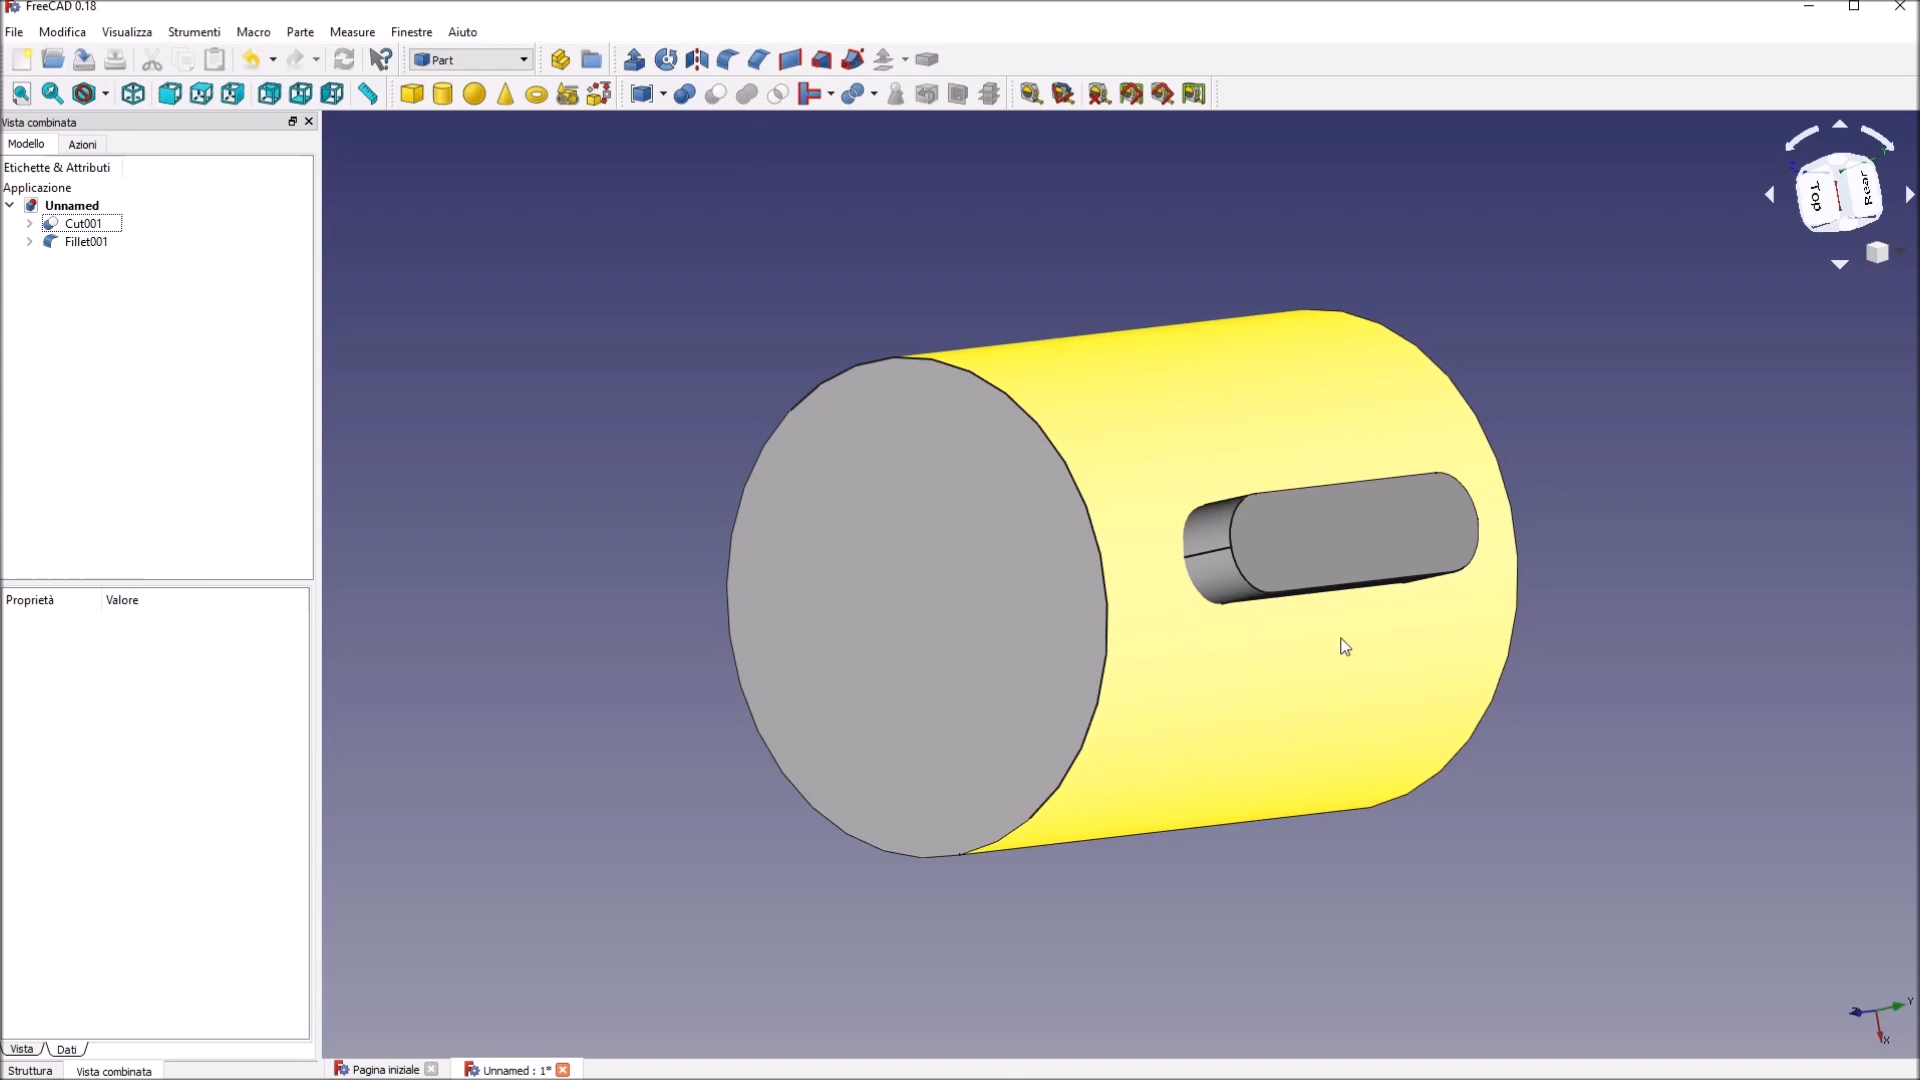 FreeCAD 0.18
File Modifica Visualizza Strumenti Macro Parte Measure Finestre Aiuto
Part
Vista combinata
Modello Azioni
Etichette & Attributi
Applicazione
Unnamed
Cut001
Fillet001
Proprietà Valore
Vista Dati
Struttura Vista combinata
Pagina iniziale Unnamed : 1*
Top Rear
Z Y
Z Y
X